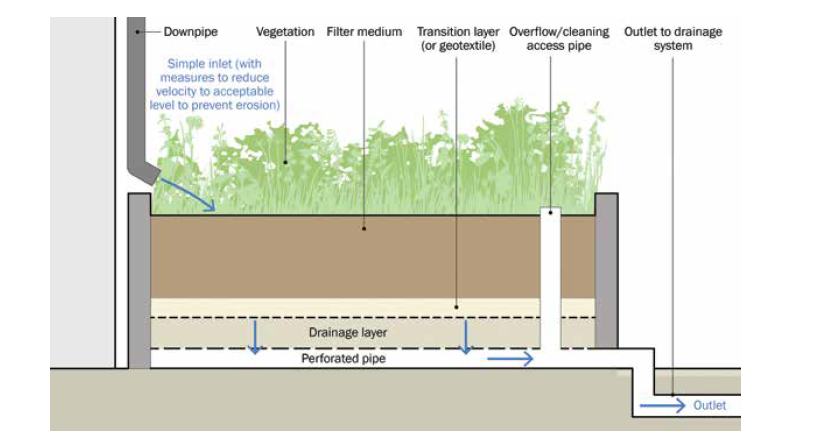 Downpipe
Vegetation
Filter medium
Transition layer
(or geotextile)
Overflow/cleaning
access pipe
Outlet to drainage
system
Simple inlet (with
measures to reduce
velocity to acceptable
level to prevent erosion)
Drainage layer
Perforated pipe
Outlet